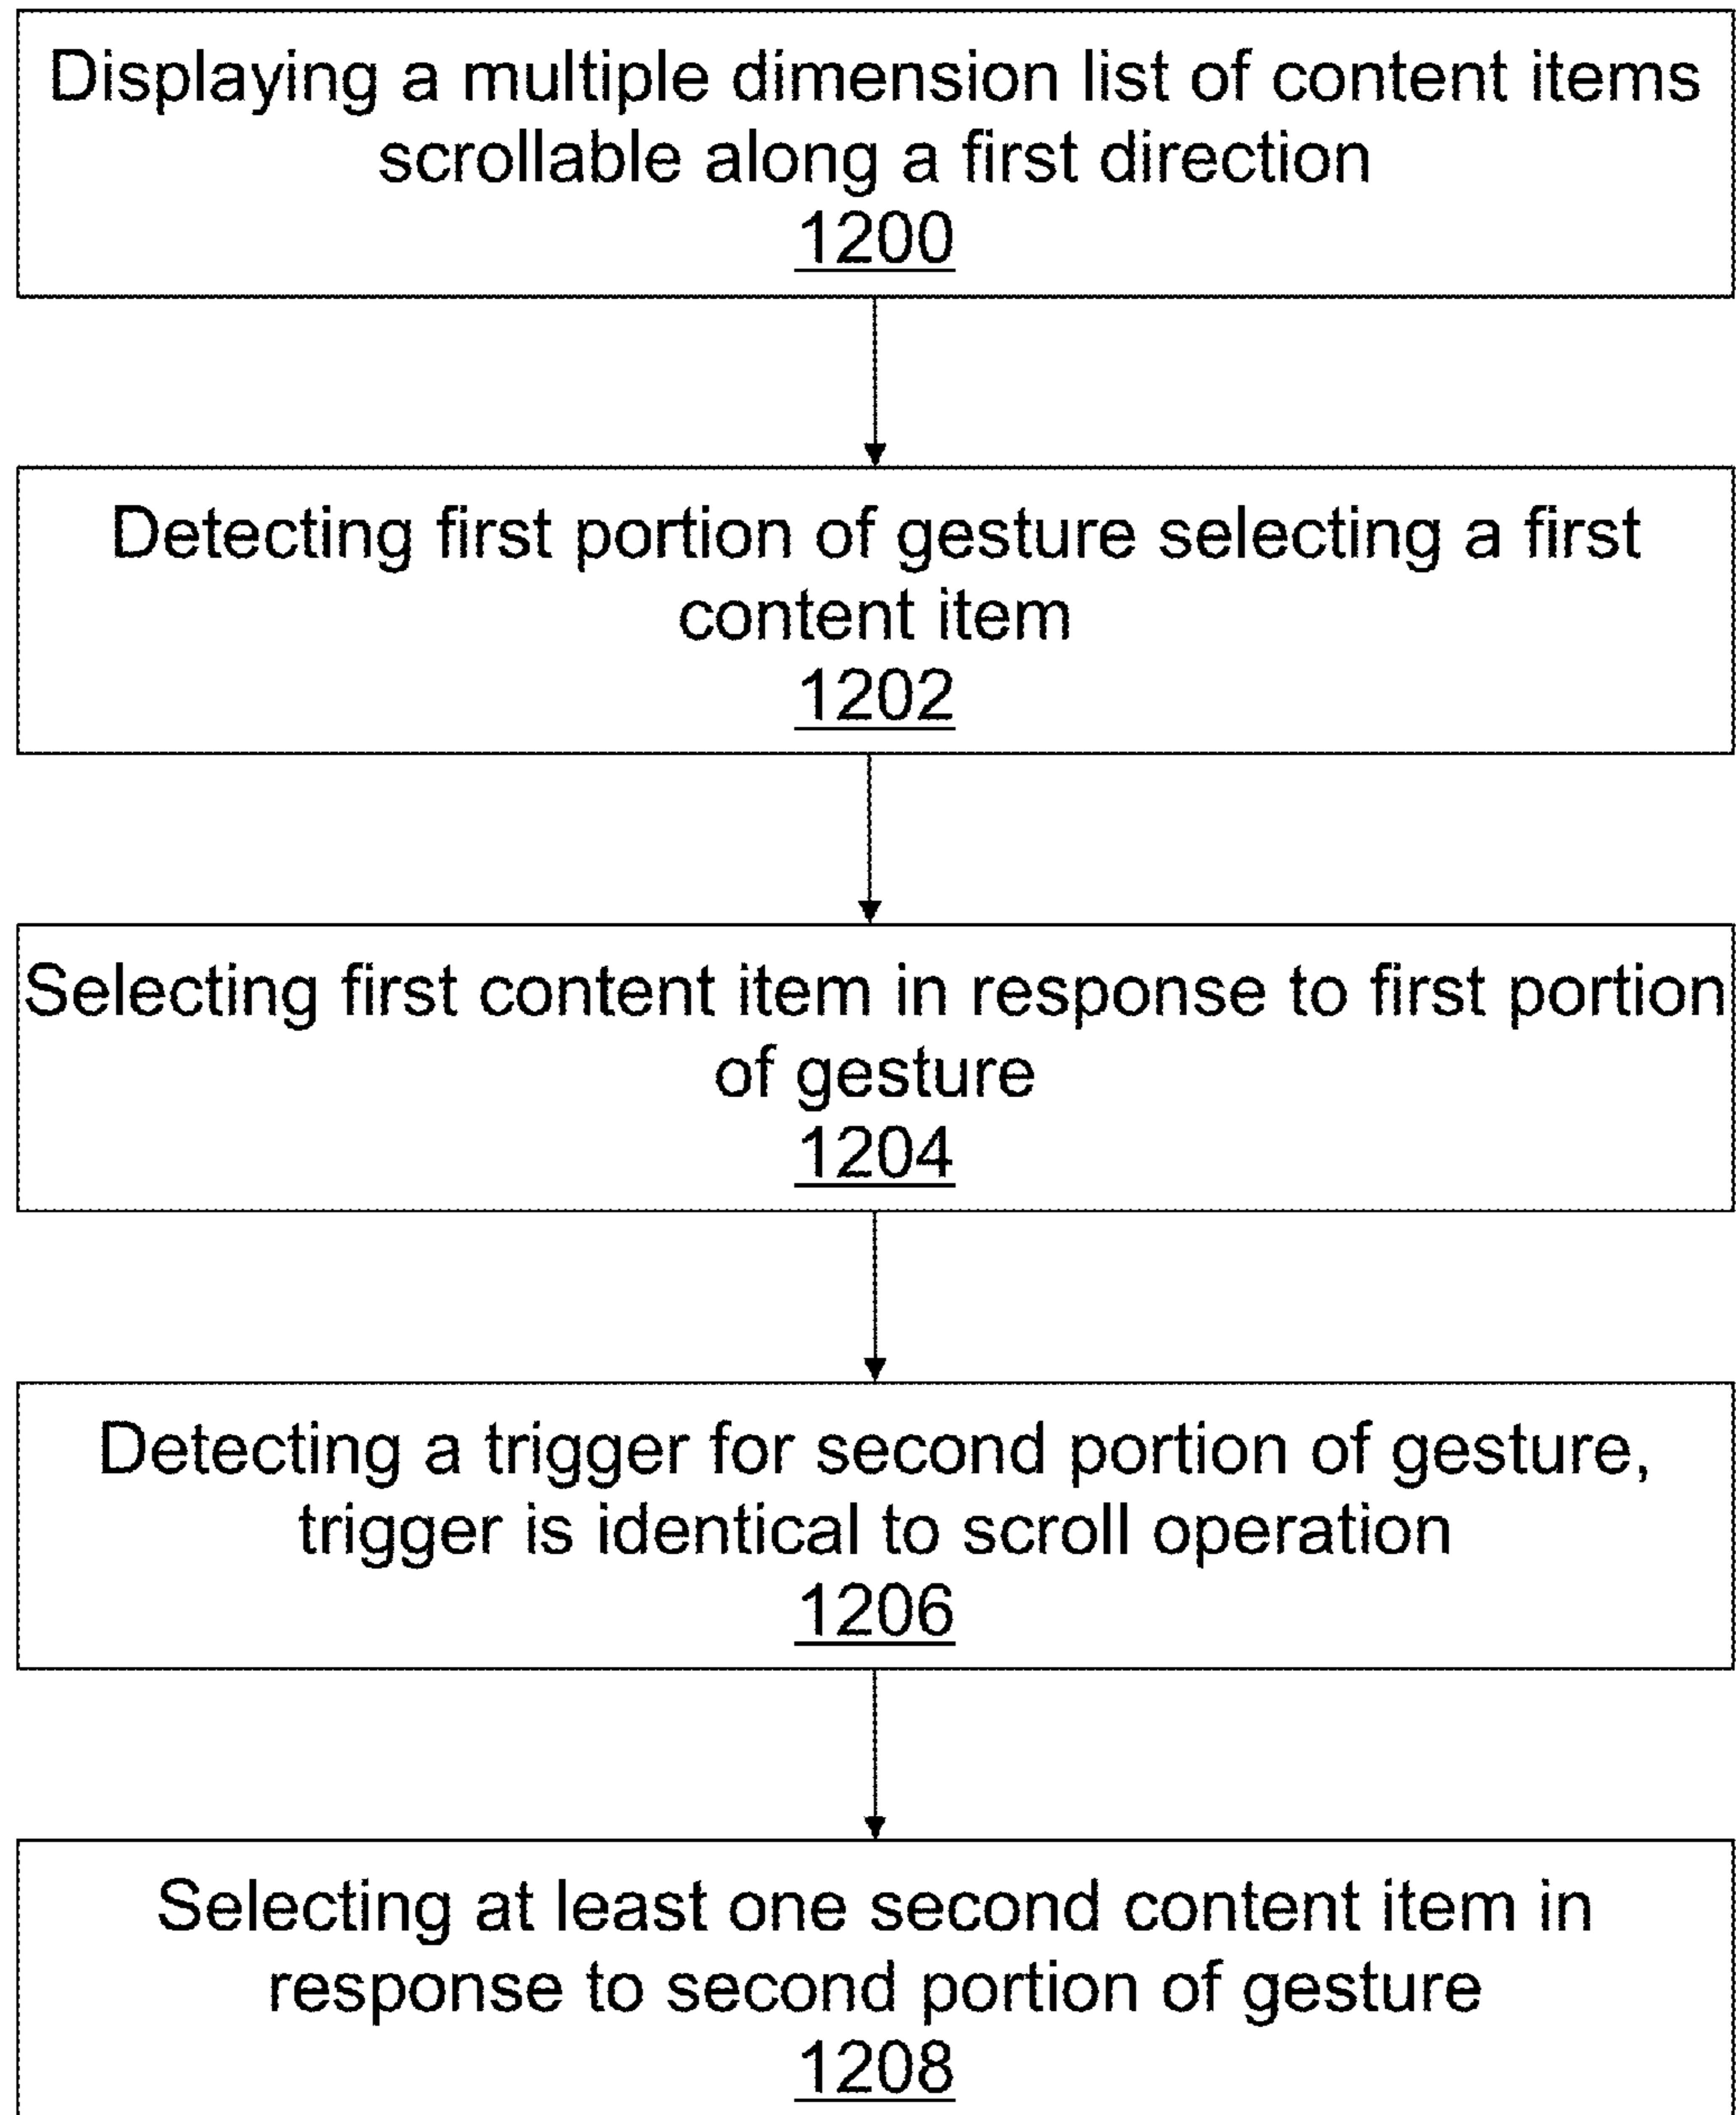 Displaying a multiple dimension list of content items
scrollable along a first direction
1200
Detecting first portion of gesture selecting a first
content item
1202
Selecting first content item in response to first portion
of gesture
1204
Detecting a trigger for second portion of gesture,
trigger is identical to scroll operation
1206
Selecting at least one second content item in
response to second portion of gesture
1208